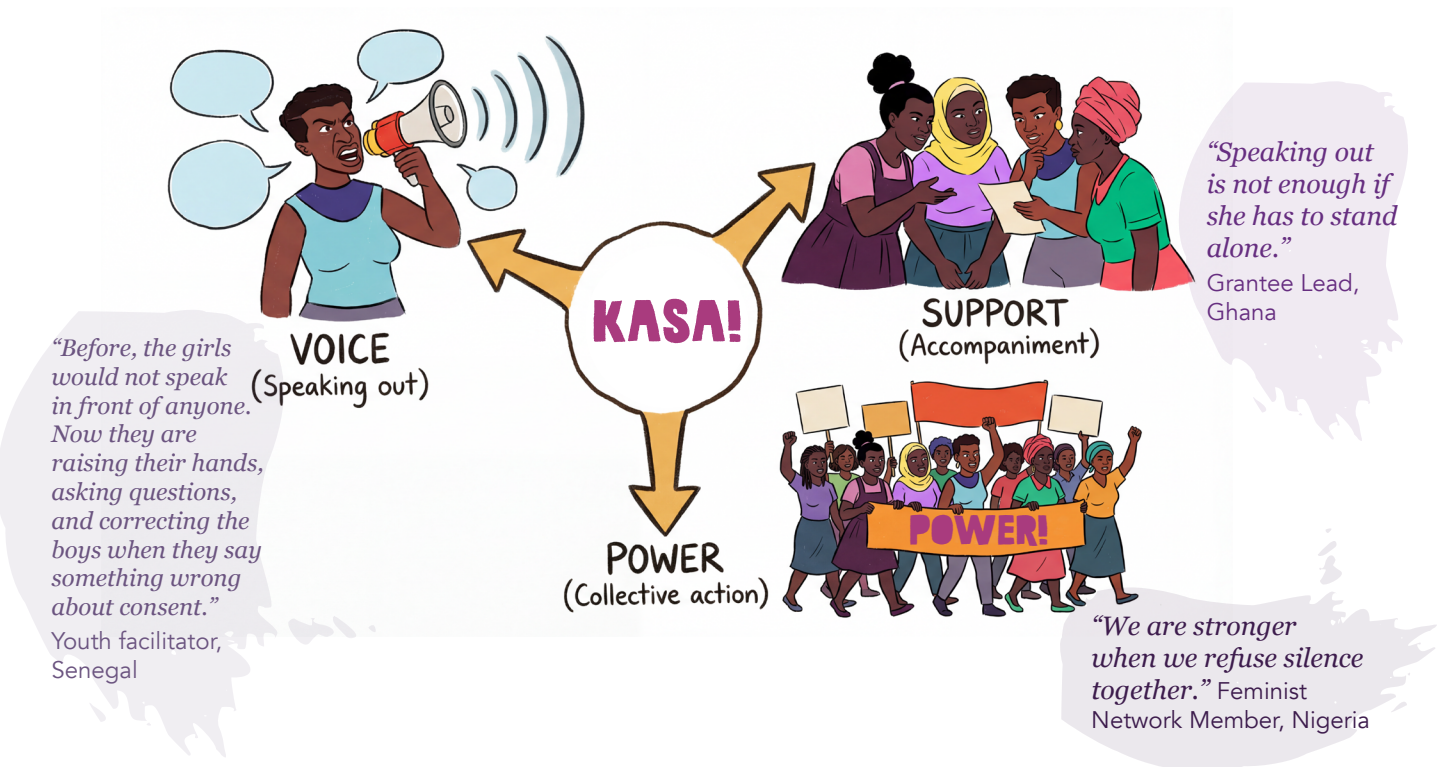 KASA!
VOICE
(Speaking out)
“Before, the girls
would not speak
in front of anyone.
Now they are
raising their hands,
asking questions,
and correcting the
boys when they say
something wrong
about consent.”
Youth facilitator,
Senegal
SUPPORT
(Accompaniment)
“Speaking out
is not enough if
she has to stand
alone.”
Grantee Lead,
Ghana
POWER
(Collective action)
POWER!
“We are stronger
when we refuse silence
together.” Feminist
Network Member, Nigeria